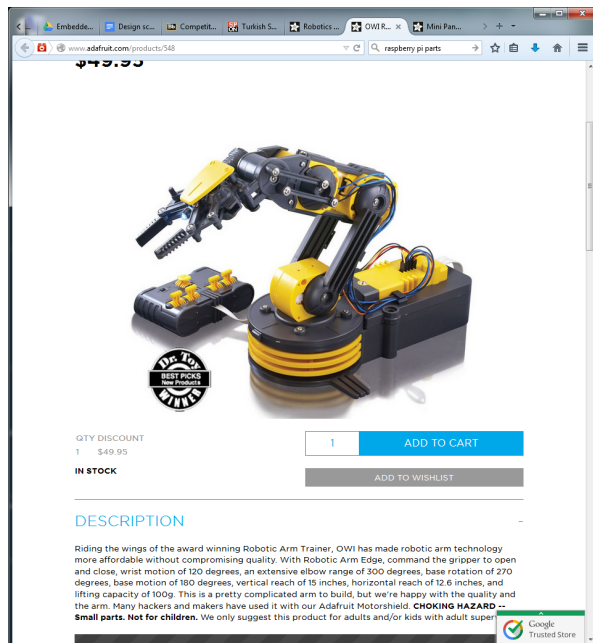 Embedde...
Design sc...
Competit...
Turkish S...
Robotics ...
OWI R...
Mini Pan...
www.adafruit.com/products/548
raspberry pi parts
$49.95
Dr. Toy
BEST PICKS
New Products
WINNER
QTY DISCOUNT
1 $49.95
1
ADD TO CART
IN STOCK
ADD TO WISHLIST
DESCRIPTION
Riding the wings of the award winning Robotic Arm Trainer, OWI has made robotic arm technology
more affordable without compromising quality. With Robotic Arm Edge, command the gripper to open
and close, wrist motion of 120 degrees, an extensive elbow range of 300 degrees, base rotation of 270
degrees, base motion of 180 degrees, vertical reach of 15 inches, horizontal reach of 12.6 inches, and
lifting capacity of 100g. This is a pretty complicated arm to build, but we're happy with the quality and
the arm. Many hackers and makers have used it with our Adafruit Motorshield. CHOKING HAZARD --
Small parts. Not for children. We only suggest this product for adults and/or kids with adult superv
Google
Trusted Store